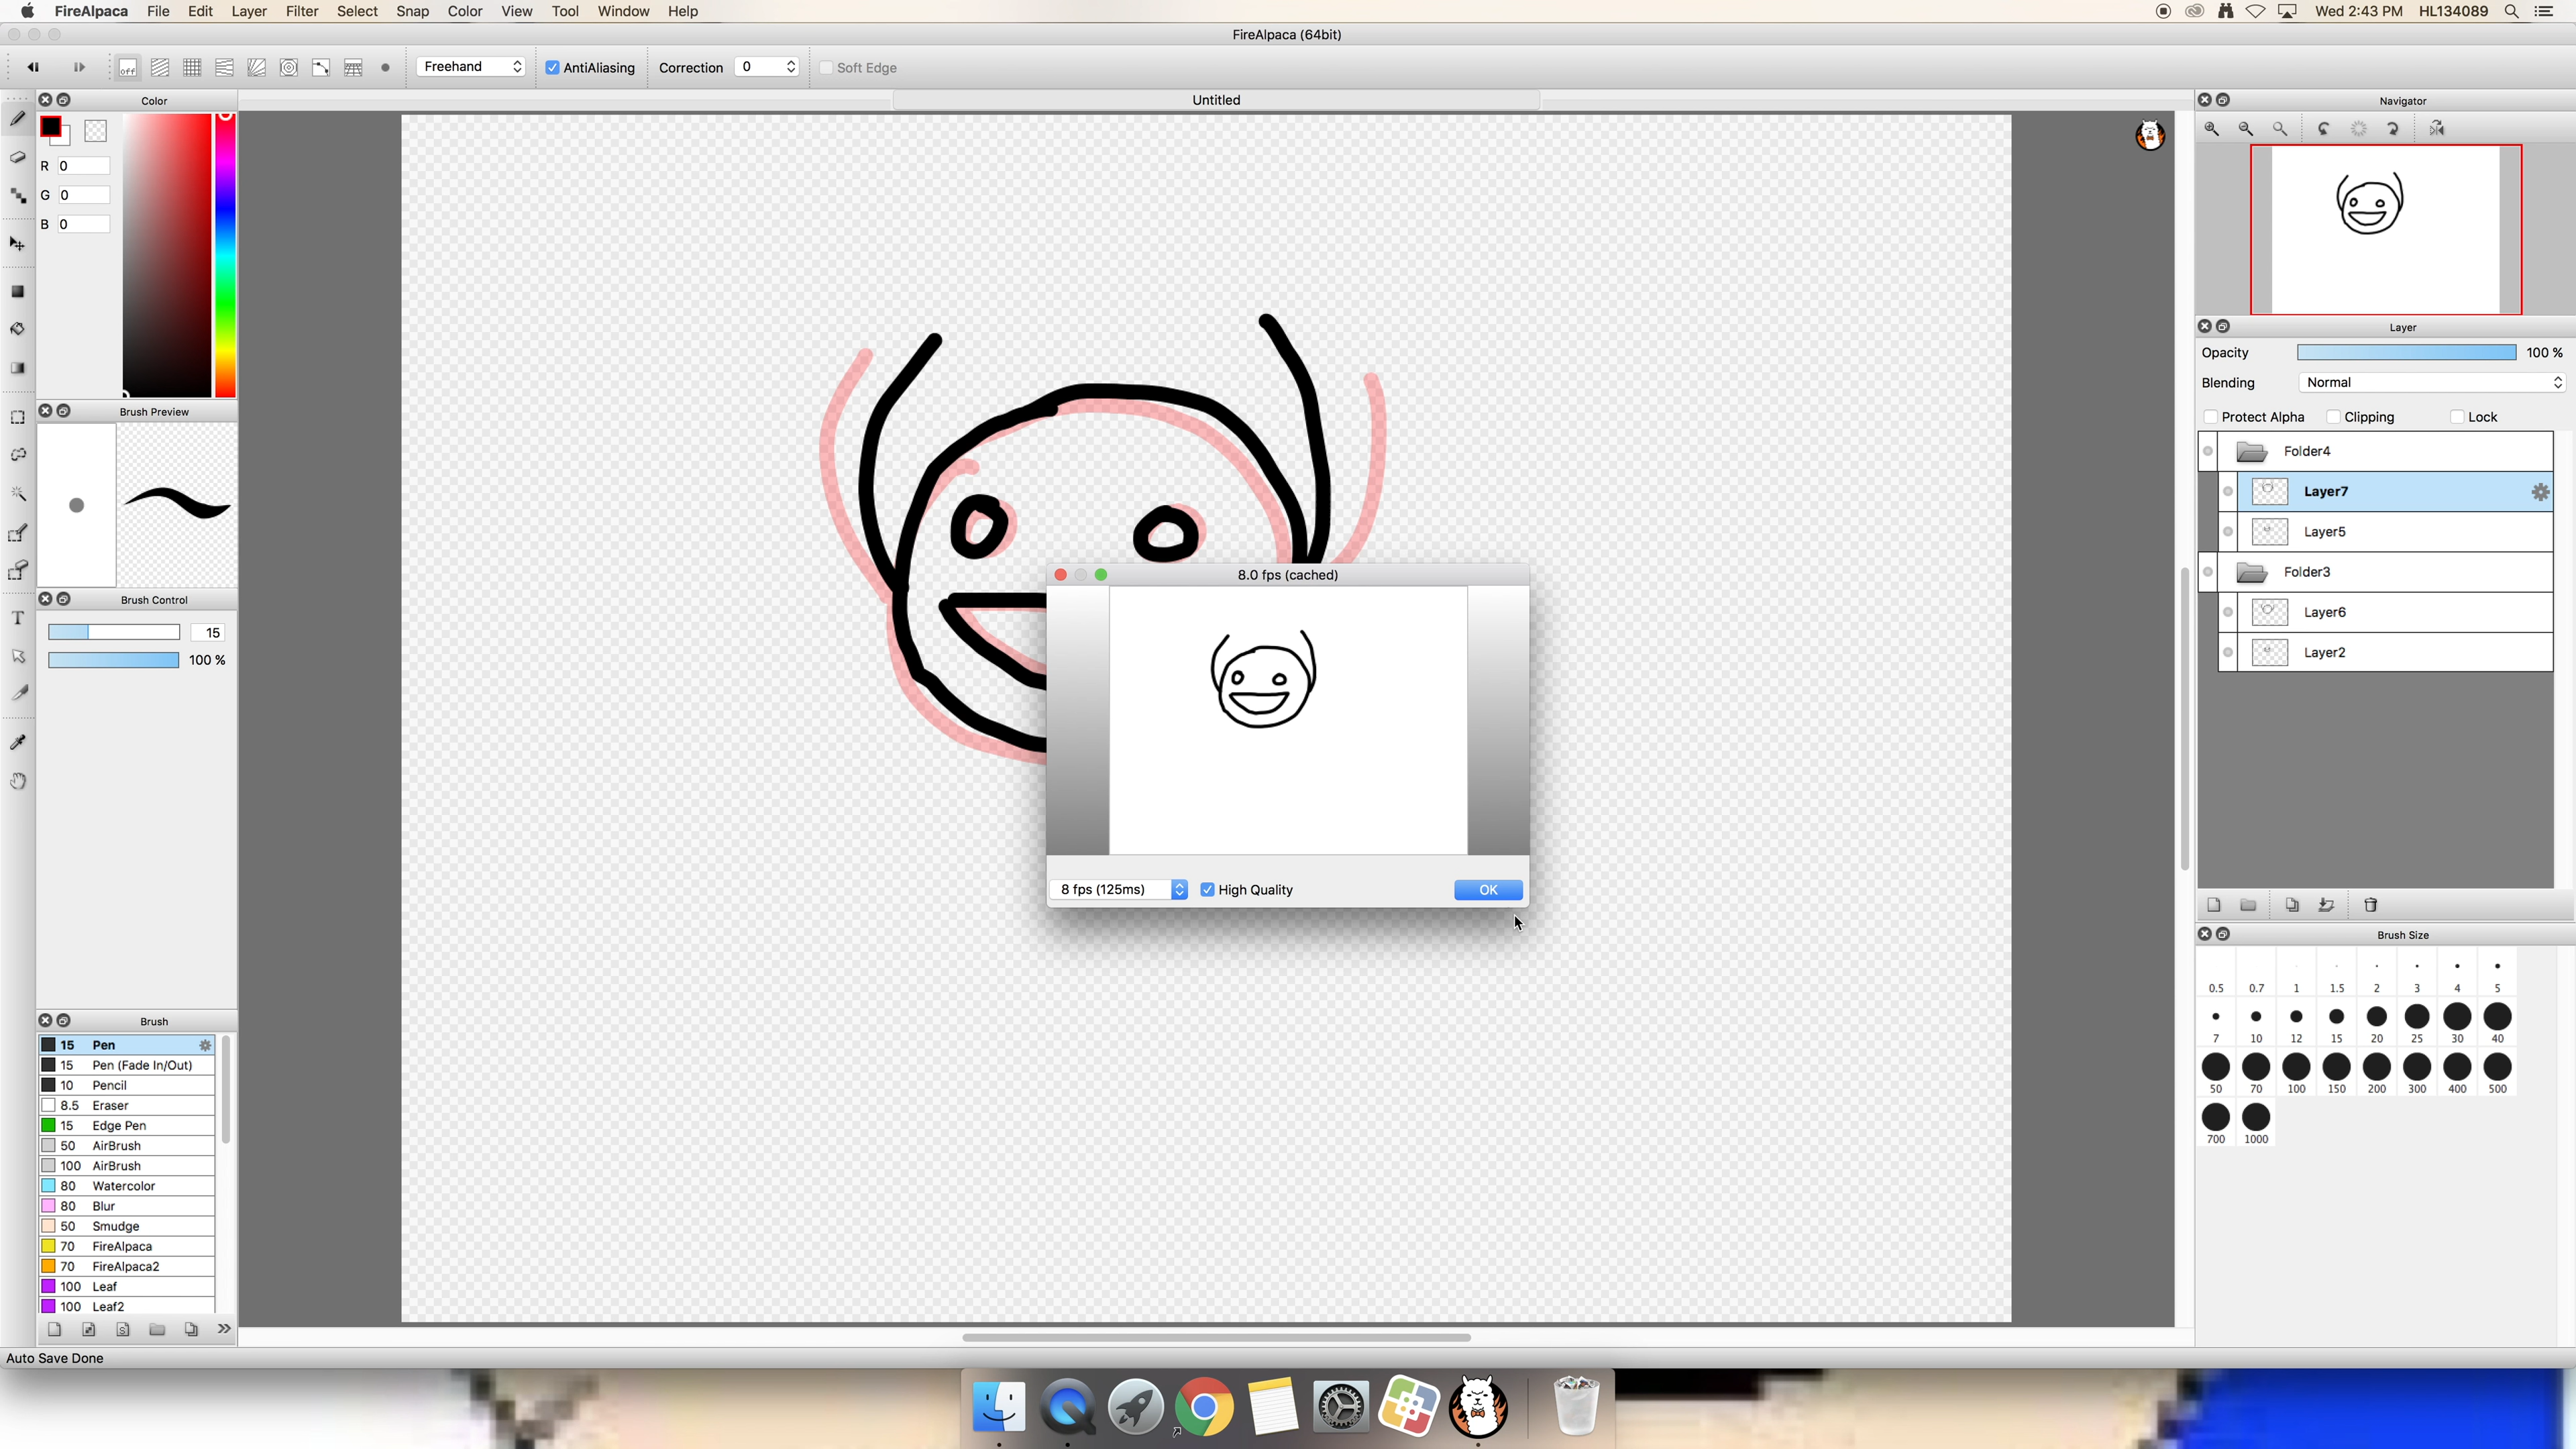 FireAlpaca File Edit Layer Filter Select Snap Color View Tool Window Help Wed 2:43 PM HL134089
FireAlpaca (64bit)
off Freehand AntiAliasing Correction 0 Soft Edge
Color
R 0
G 0
B 0
Brush Preview
Brush Control
15
100 %
Brush
15 Pen
15 Pen (Fade In/Out)
10 Pencil
8.5 Eraser
15 Edge Pen
50 AirBrush
100 AirBrush
80 Watercolor
80 Blur
50 Smudge
70 FireAlpaca
70 FireAlpaca2
100 Leaf
100 Leaf2
Auto Save Done
T
Untitled
8.0 fps (cached)
8 fps (125ms) High Quality OK
Navigator
Layer
Opacity 100 %
Blending Normal
Protect Alpha Clipping Lock
Folder4
Layer7
Layer5
Folder3
Layer6
Layer2
Brush Size
0.5 0.7 1 1.5 2 3 4 5
7 10 12 15 20 25 30 40
50 70 100 150 200 300 400 500
700 1000